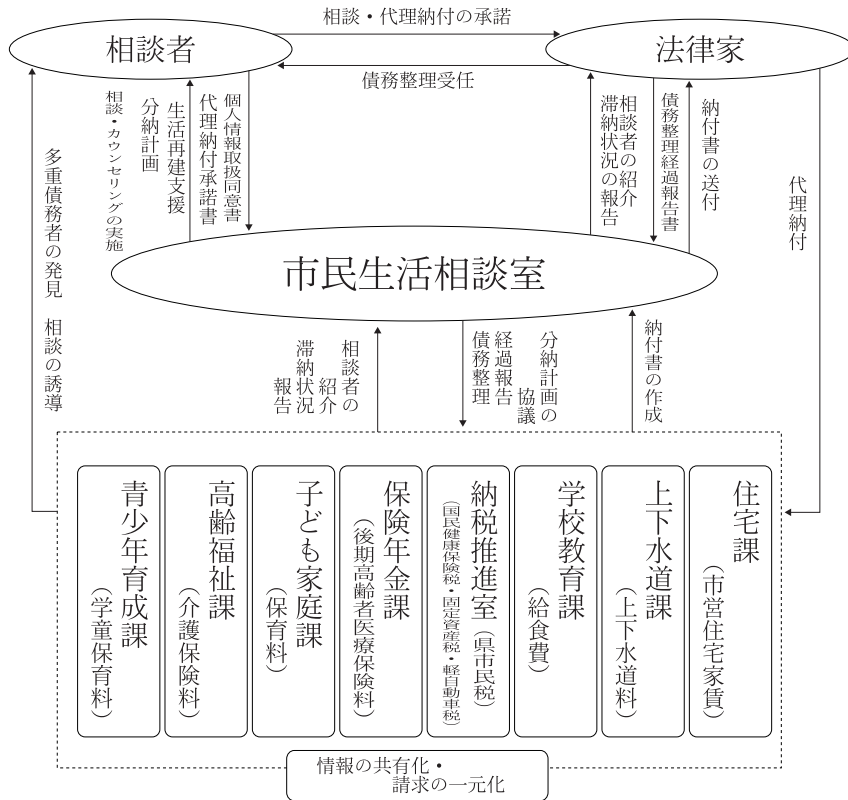 相談・代理納付の承諾
相談者
法律家
債務整理受任
多重債務者の発見　相談の誘導
相談・カウンセリングの実施
分納計画
生活再建支援
代理納付承諾書
個人情報取扱同意書
滞納状況の報告
相談者の紹介
債務整理経過報告書
納付書の送付
代理納付
市民生活相談室
相談者の
紹介
滞納状況
報告
分納計画の
協議
経過報告
債務整理
納付書の作成
青少年育成課
（学童保育料）
高齢福祉課
（介護保険料）
子ども家庭課
（保育料）
保険年金課
（後期高齢者医療保険料）
納税推進室（県市民税）
（国民健康保険税・固定資産税・軽自動車税）
学校教育課
（給食費）
上下水道課
（上下水道料）
住宅課
（市営住宅家賃）
情報の共有化・
請求の一元化